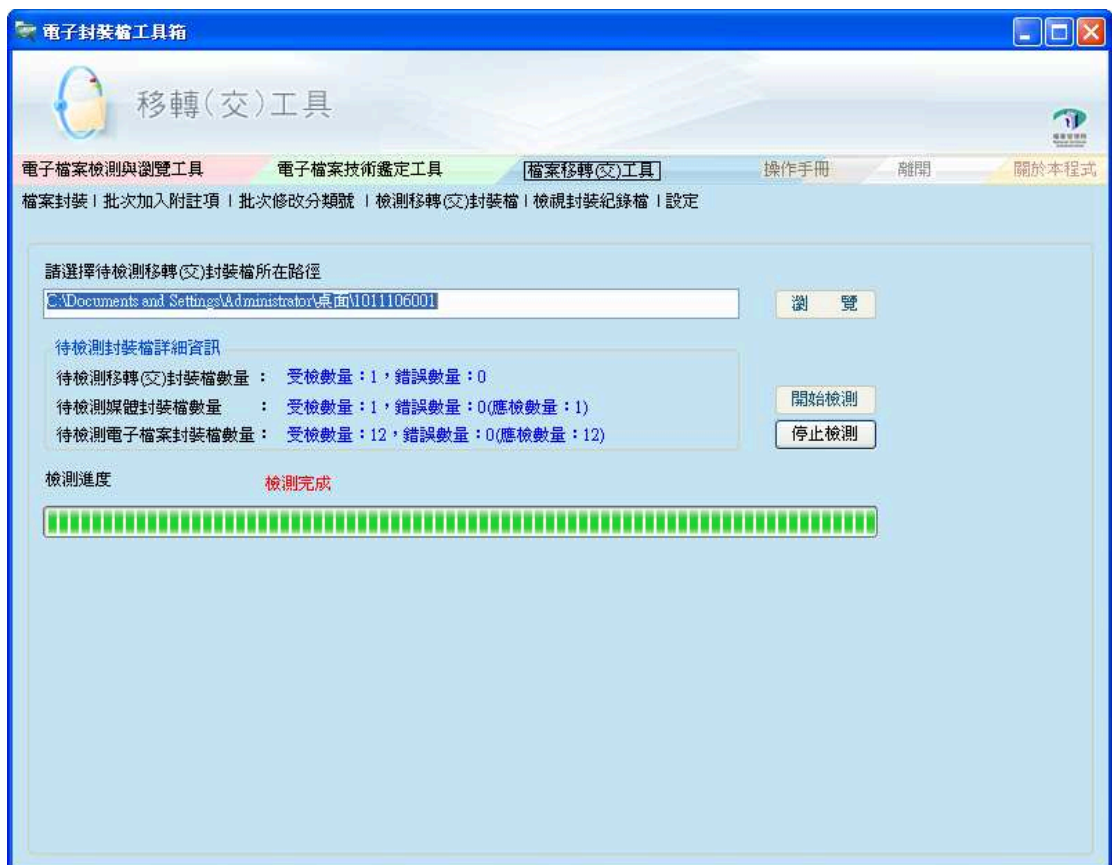 電子封裝檔工具箱
移轉(交)工具
電子檔案檢測與瀏覽工具 電子檔案技術鑑定工具 檔案移轉(交)工具 操作手冊 離開 關於本程式
檔案封裝 | 批次加入附註項 | 批次修改分類號 | 檢測移轉(交)封裝檔 | 檢視封裝紀錄檔 | 設定
請選擇待檢測移轉(交)封裝檔所在路徑
C:\Documents and Settings\Administrator\桌面\1011106001 瀏 覽
待檢測封裝檔詳細資訊
待檢測移轉(交)封裝檔數量 : 受檢數量:1,錯誤數量:0
開始檢測
待檢測媒體封裝檔數量 : 受檢數量:1,錯誤數量:0(應檢數量:1)
待檢測電子檔案封裝檔數量: 受檢數量:12,錯誤數量:0(應檢數量:12) 停止檢測
檢測進度 檢測完成